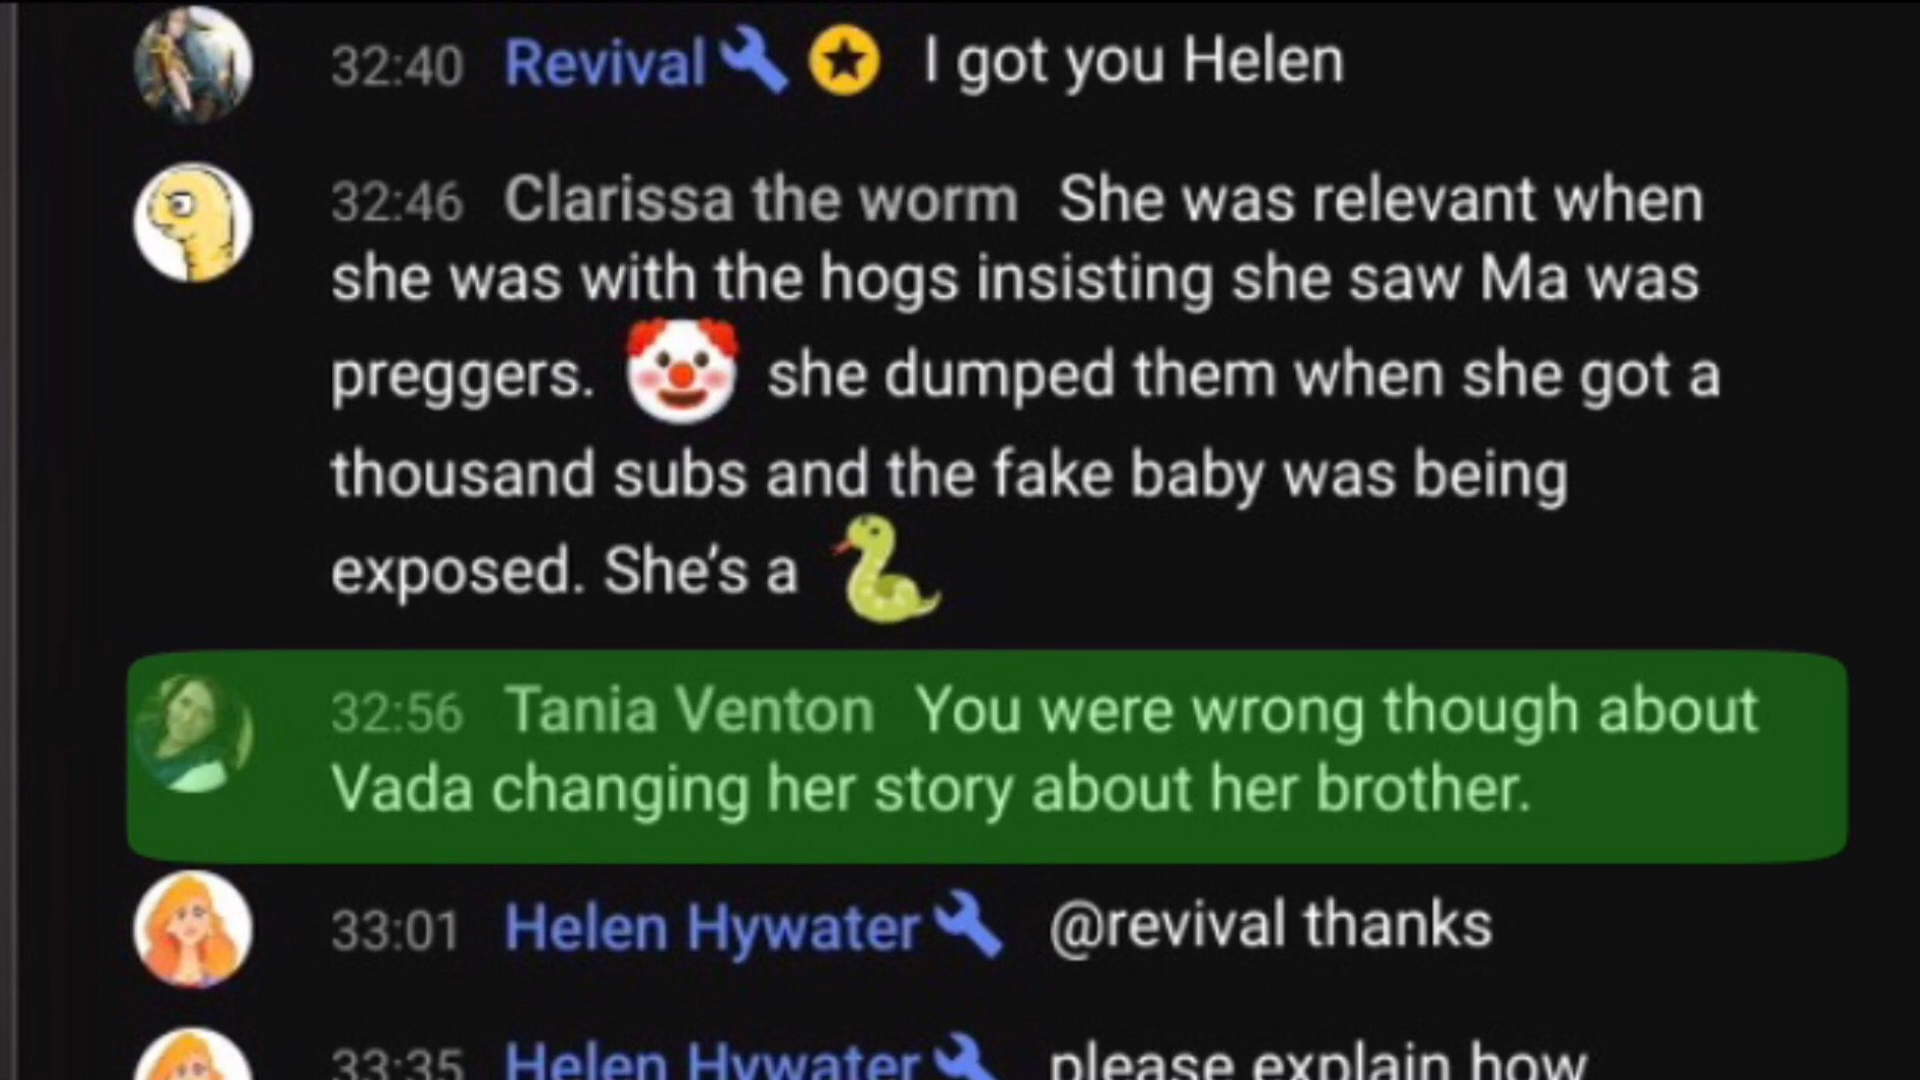 32:40 Revival I got you Helen
32:46 Clarissa the worm She was relevant when
she was with the hogs insisting she saw Ma was
preggers. 🤡 she dumped them when she got a
thousand subs and the fake baby was being
exposed. She's a 🐍
32:56 Tania Venton You were wrong though about
Vada changing her story about her brother.
33:01 Helen Hywater @revival thanks
33:35 Helen Hywater please explain how